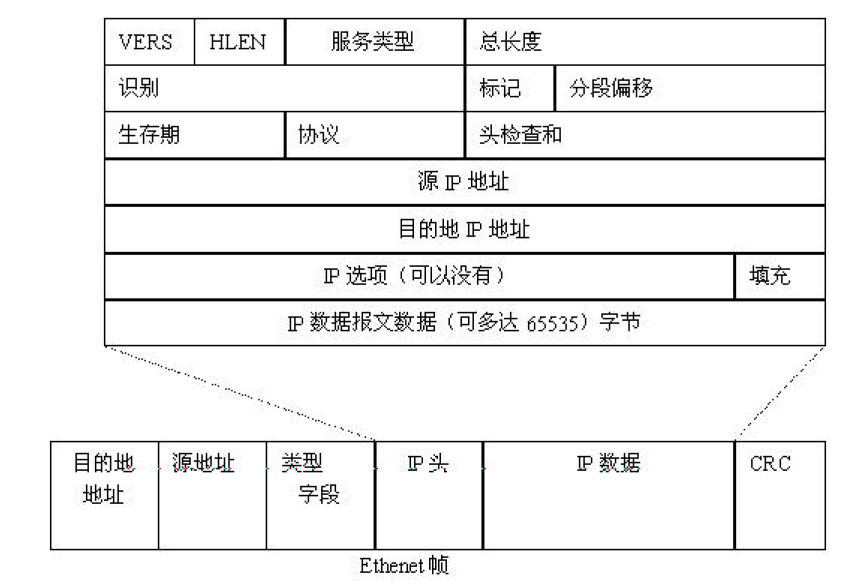 VERS HLEN 服务类型 总长度
识别 标记 分段偏移
生存期 协议 头检查和
源 IP 地址
目的地 IP 地址
IP 选项（可以没有） 填充
IP 数据报文数据（可多达 65535）字节
目的地 源地址 类型 IP 头 IP 数据 CRC
地址 字段
Ethenet 帧